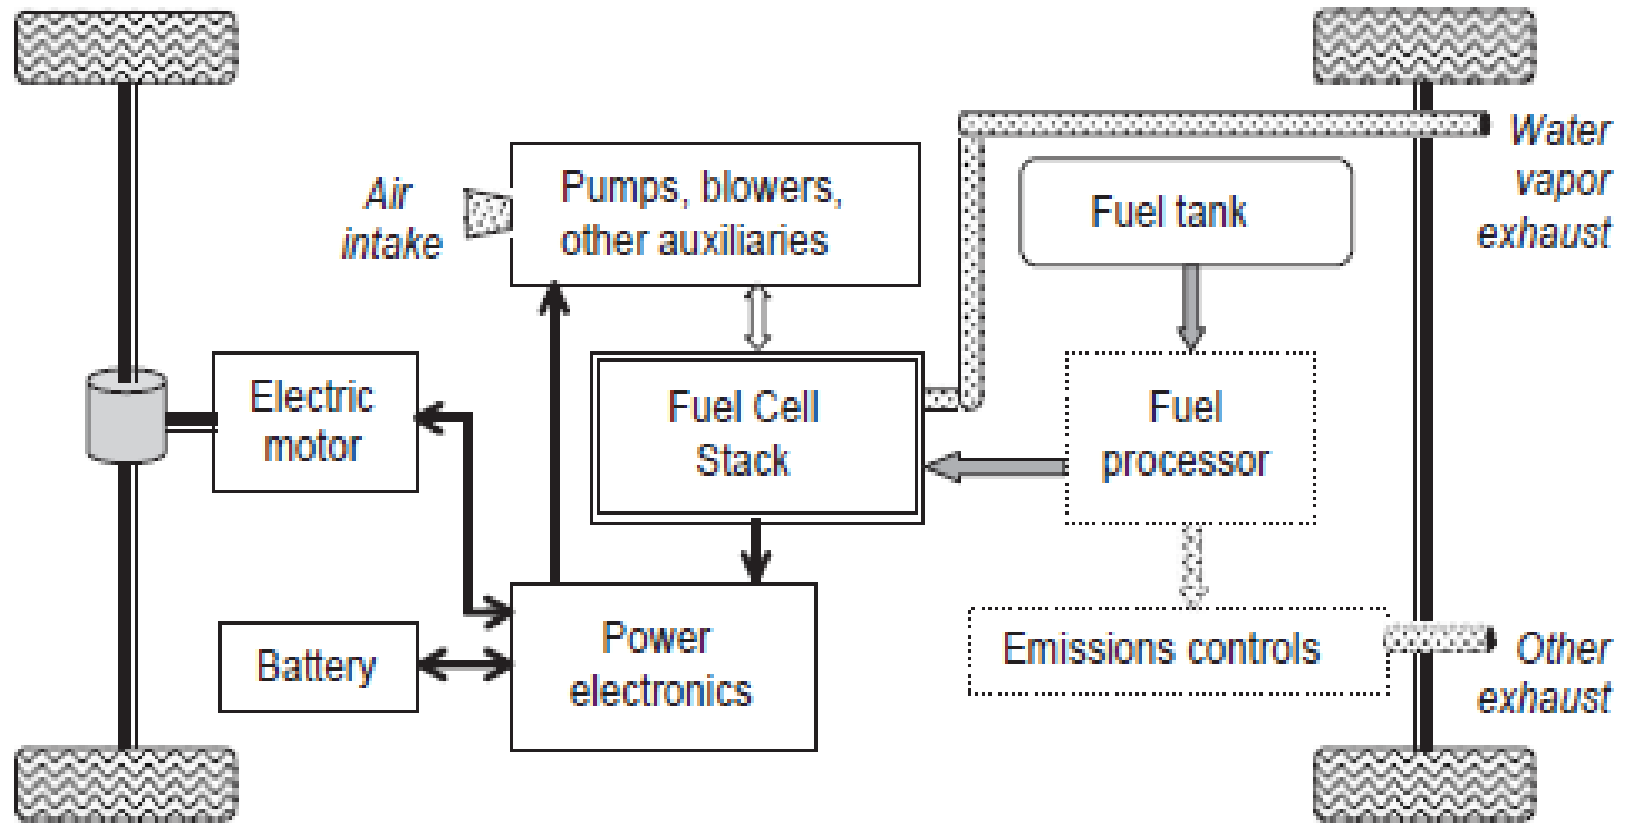 Water
vapor
exhaust
Air
intake
Pumps, blowers,
other auxiliaries
Fuel tank
Electric
motor
Fuel Cell
Stack
Fuel
processor
Battery
Power
electronics
Emissions controls
Other
exhaust